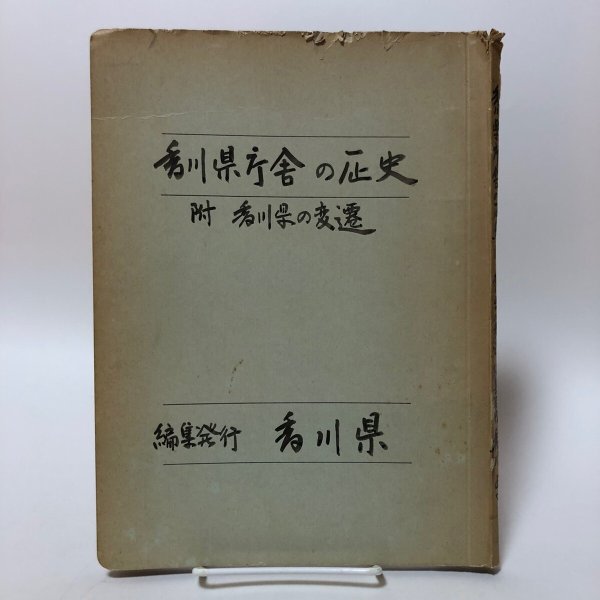 香川県庁舎の歴史
附 香川県の変遷
編集発行 香川県